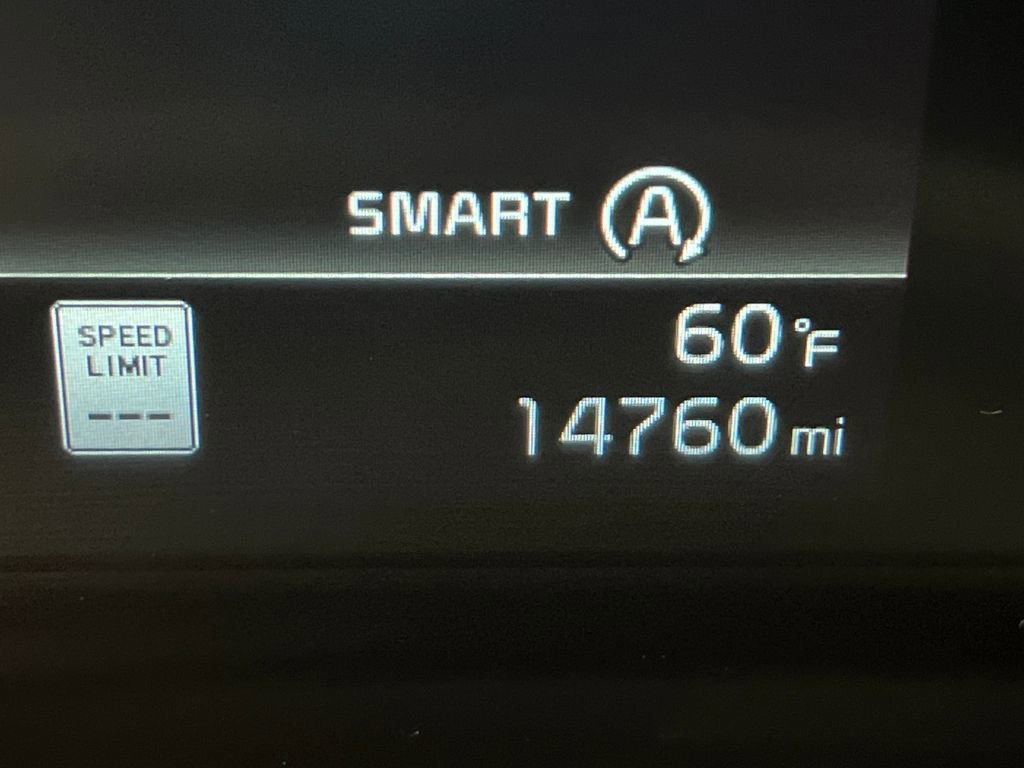 SMART A
SPEED
LIMIT
---
60°F
14760 mi